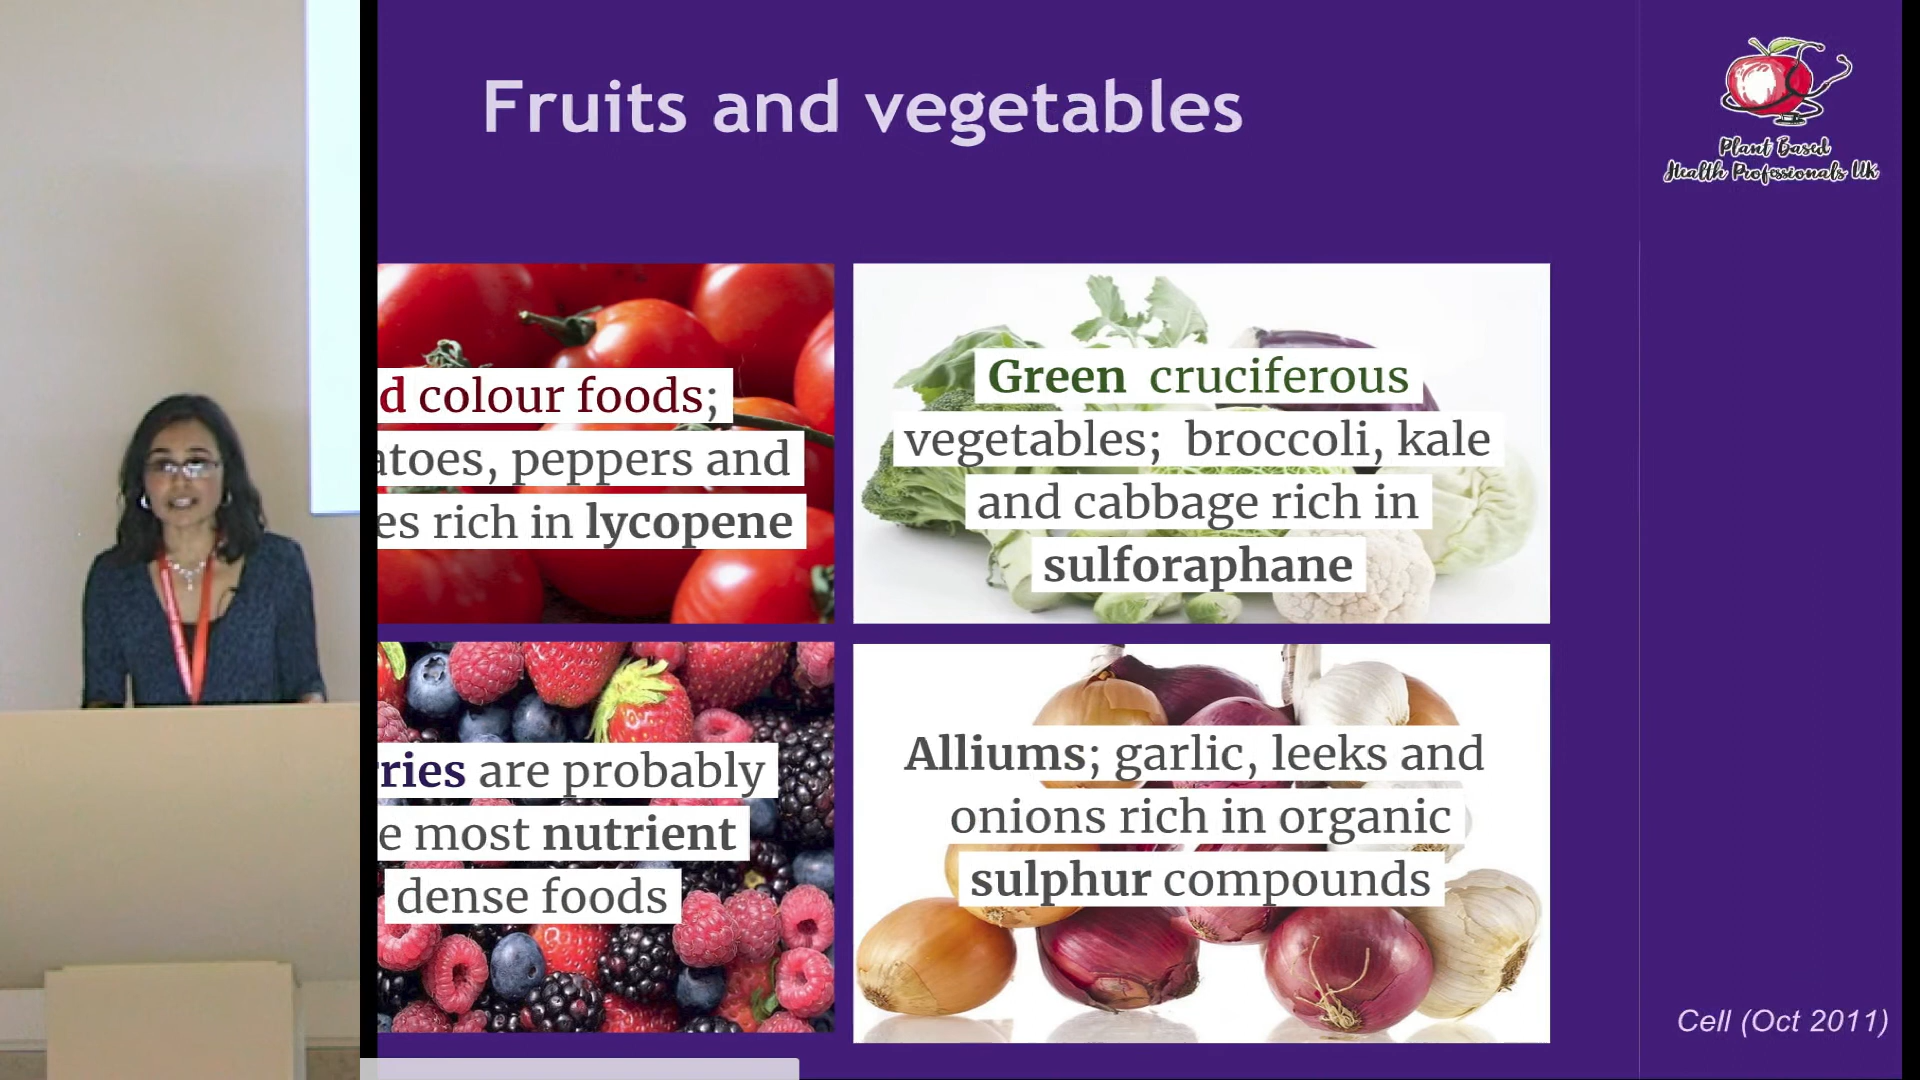 Fruits and vegetables
Plant Based
Health Professionals UK
d colour foods;
atoes, peppers and
es rich in lycopene
Green cruciferous
vegetables; broccoli, kale
and cabbage rich in
sulforaphane
rries are probably
e most nutrient
dense foods
Alliums; garlic, leeks and
onions rich in organic
sulphur compounds
Cell (Oct 2011)